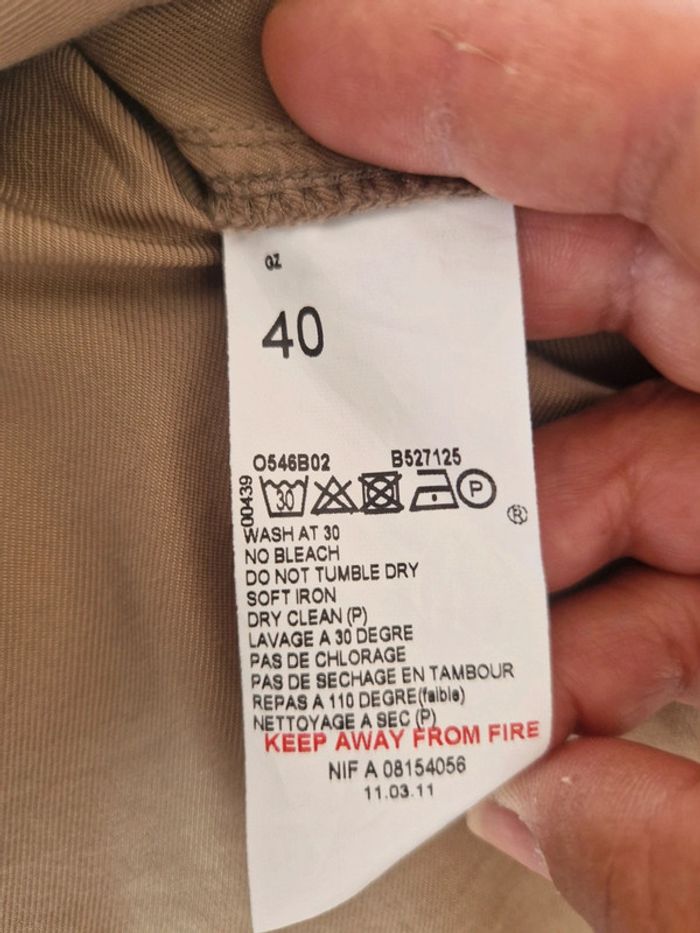 GZ
40
O546B02 B527125
00439
30
P
®
WASH AT 30
NO BLEACH
DO NOT TUMBLE DRY
SOFT IRON
DRY CLEAN (P)
LAVAGE A 30 DEGRE
PAS DE CHLORAGE
PAS DE SECHAGE EN TAMBOUR
REPAS A 110 DEGRE(faible)
NETTOYAGE A SEC (P)
KEEP AWAY FROM FIRE
NIF A 08154056
11.03.11